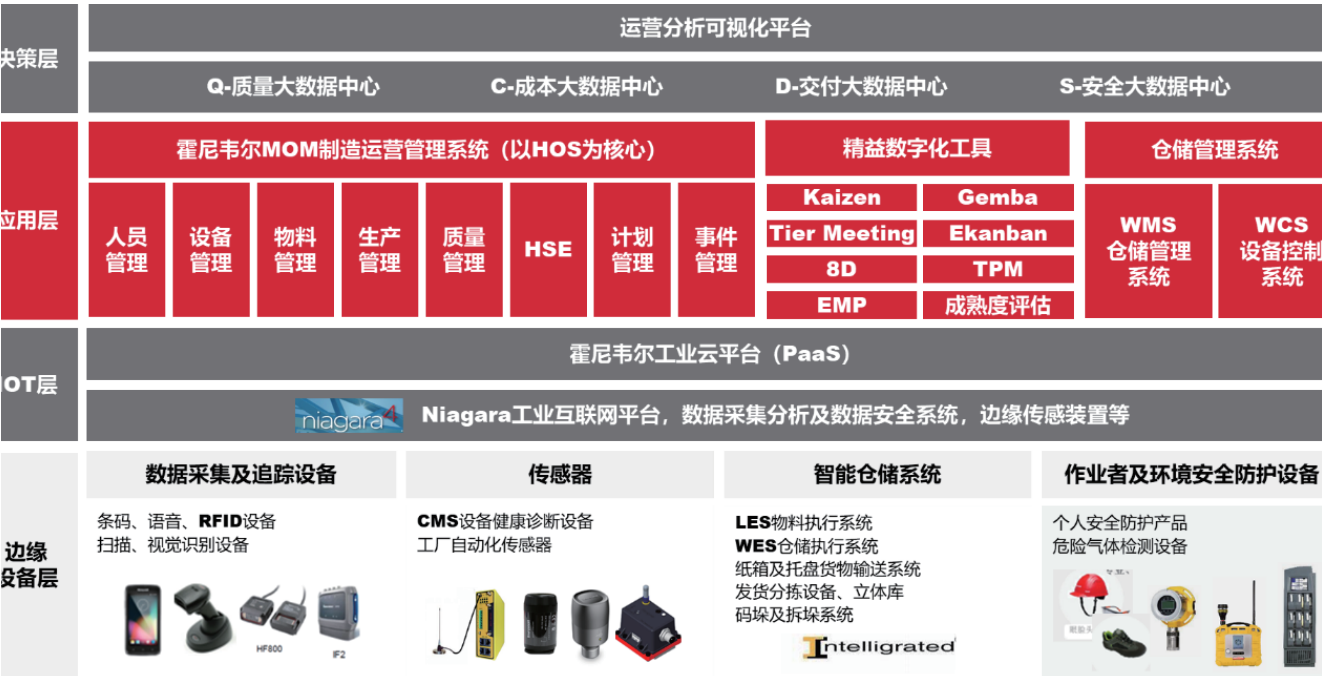 决策层
运营分析可视化平台
Q-质量大数据中心 C-成本大数据中心 D-交付大数据中心 S-安全大数据中心
应用层
霍尼韦尔MOM制造运营管理系统（以HOS为核心）
人员
管理
设备
管理
物料
管理
生产
管理
质量
管理
HSE
计划
管理
事件
管理
精益数字化工具
Kaizen
Gemba
Tier Meeting
Ekanban
8D
TPM
EMP
成熟度评估
仓储管理系统
WMS
仓储管理
系统
WCS
设备控制
系统
IOT层
霍尼韦尔工业云平台（PaaS）
niagara4
Niagara工业互联网平台，数据采集分析及数据安全系统，边缘传感装置等
边缘
设备层
数据采集及追踪设备
条码、语音、RFID设备
扫描、视觉识别设备
HF800
IF2
传感器
CMS设备健康诊断设备
工厂自动化传感器
智能仓储系统
LES物料执行系统
WES仓储执行系统
纸箱及托盘货物输送系统
发货分拣设备、立体库
码垛及拆垛系统
Intelligrated
作业者及环境安全防护设备
个人安全防护产品
危险气体检测设备